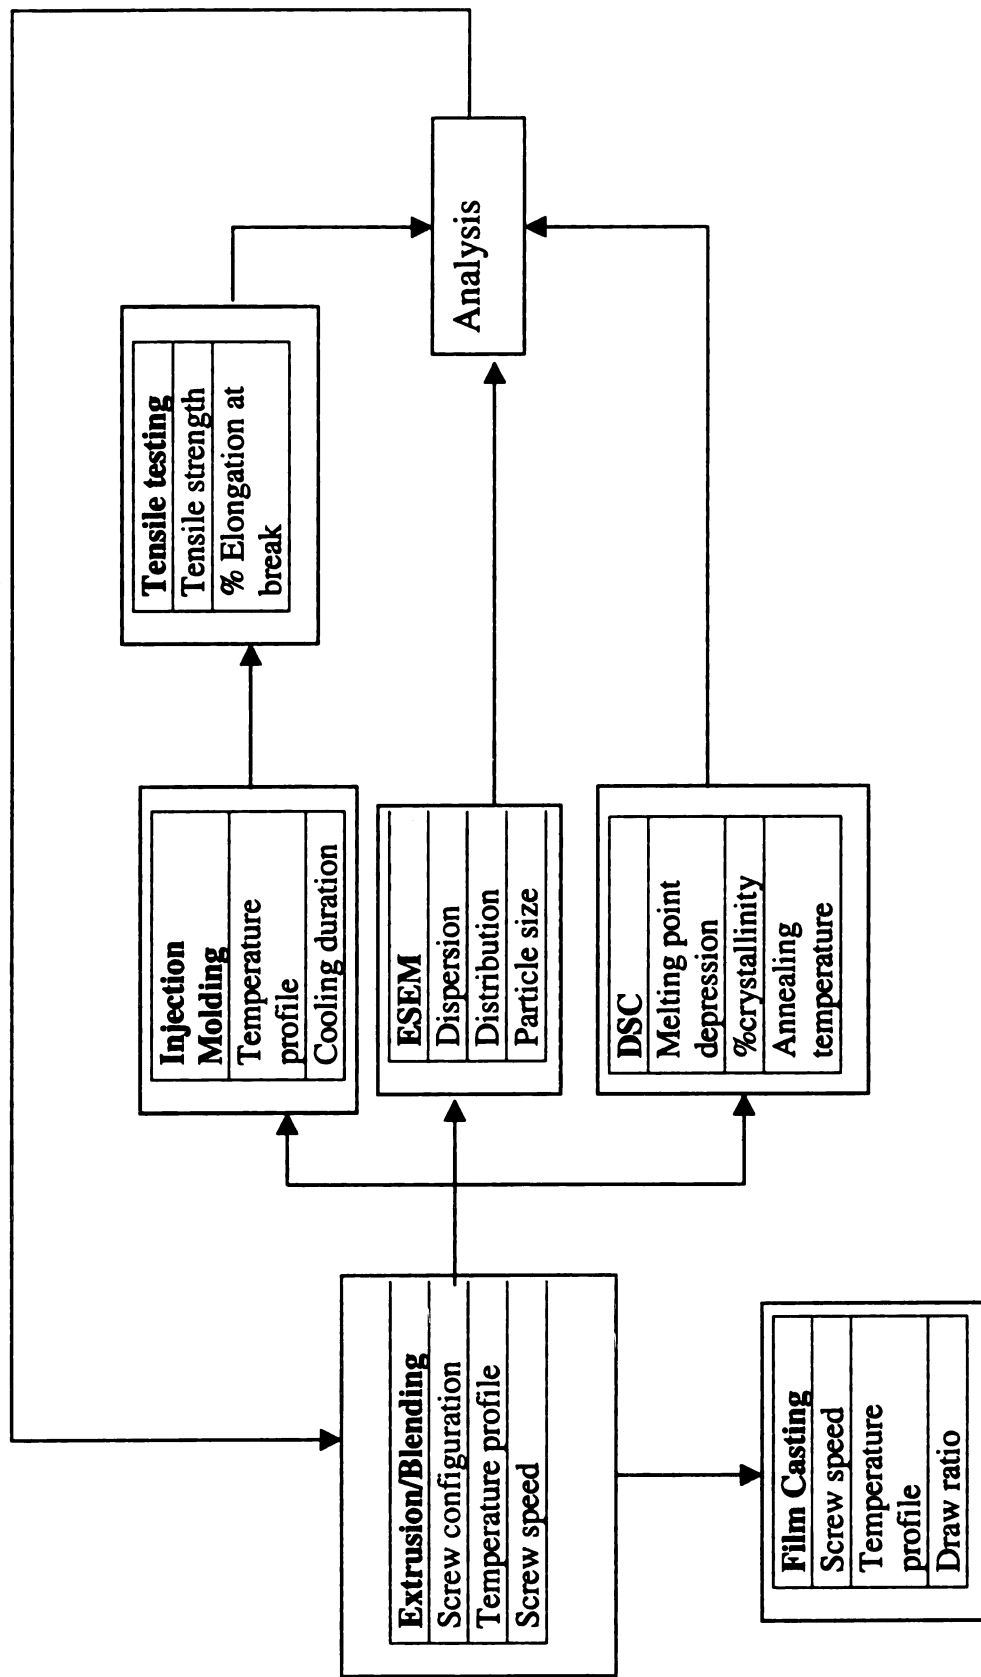 Extrusion/Blending
Screw configuration
Temperature profile
Screw speed
Film Casting
Screw speed
Temperature
profile
Draw ratio
Injection
Molding
Temperature
profile
Cooling duration
ESEM
Dispersion
Distribution
Particle size
DSC
Melting point
depression
%crystallinity
Annealing
temperature
Tensile testing
Tensile strength
% Elongation at
break
Analysis